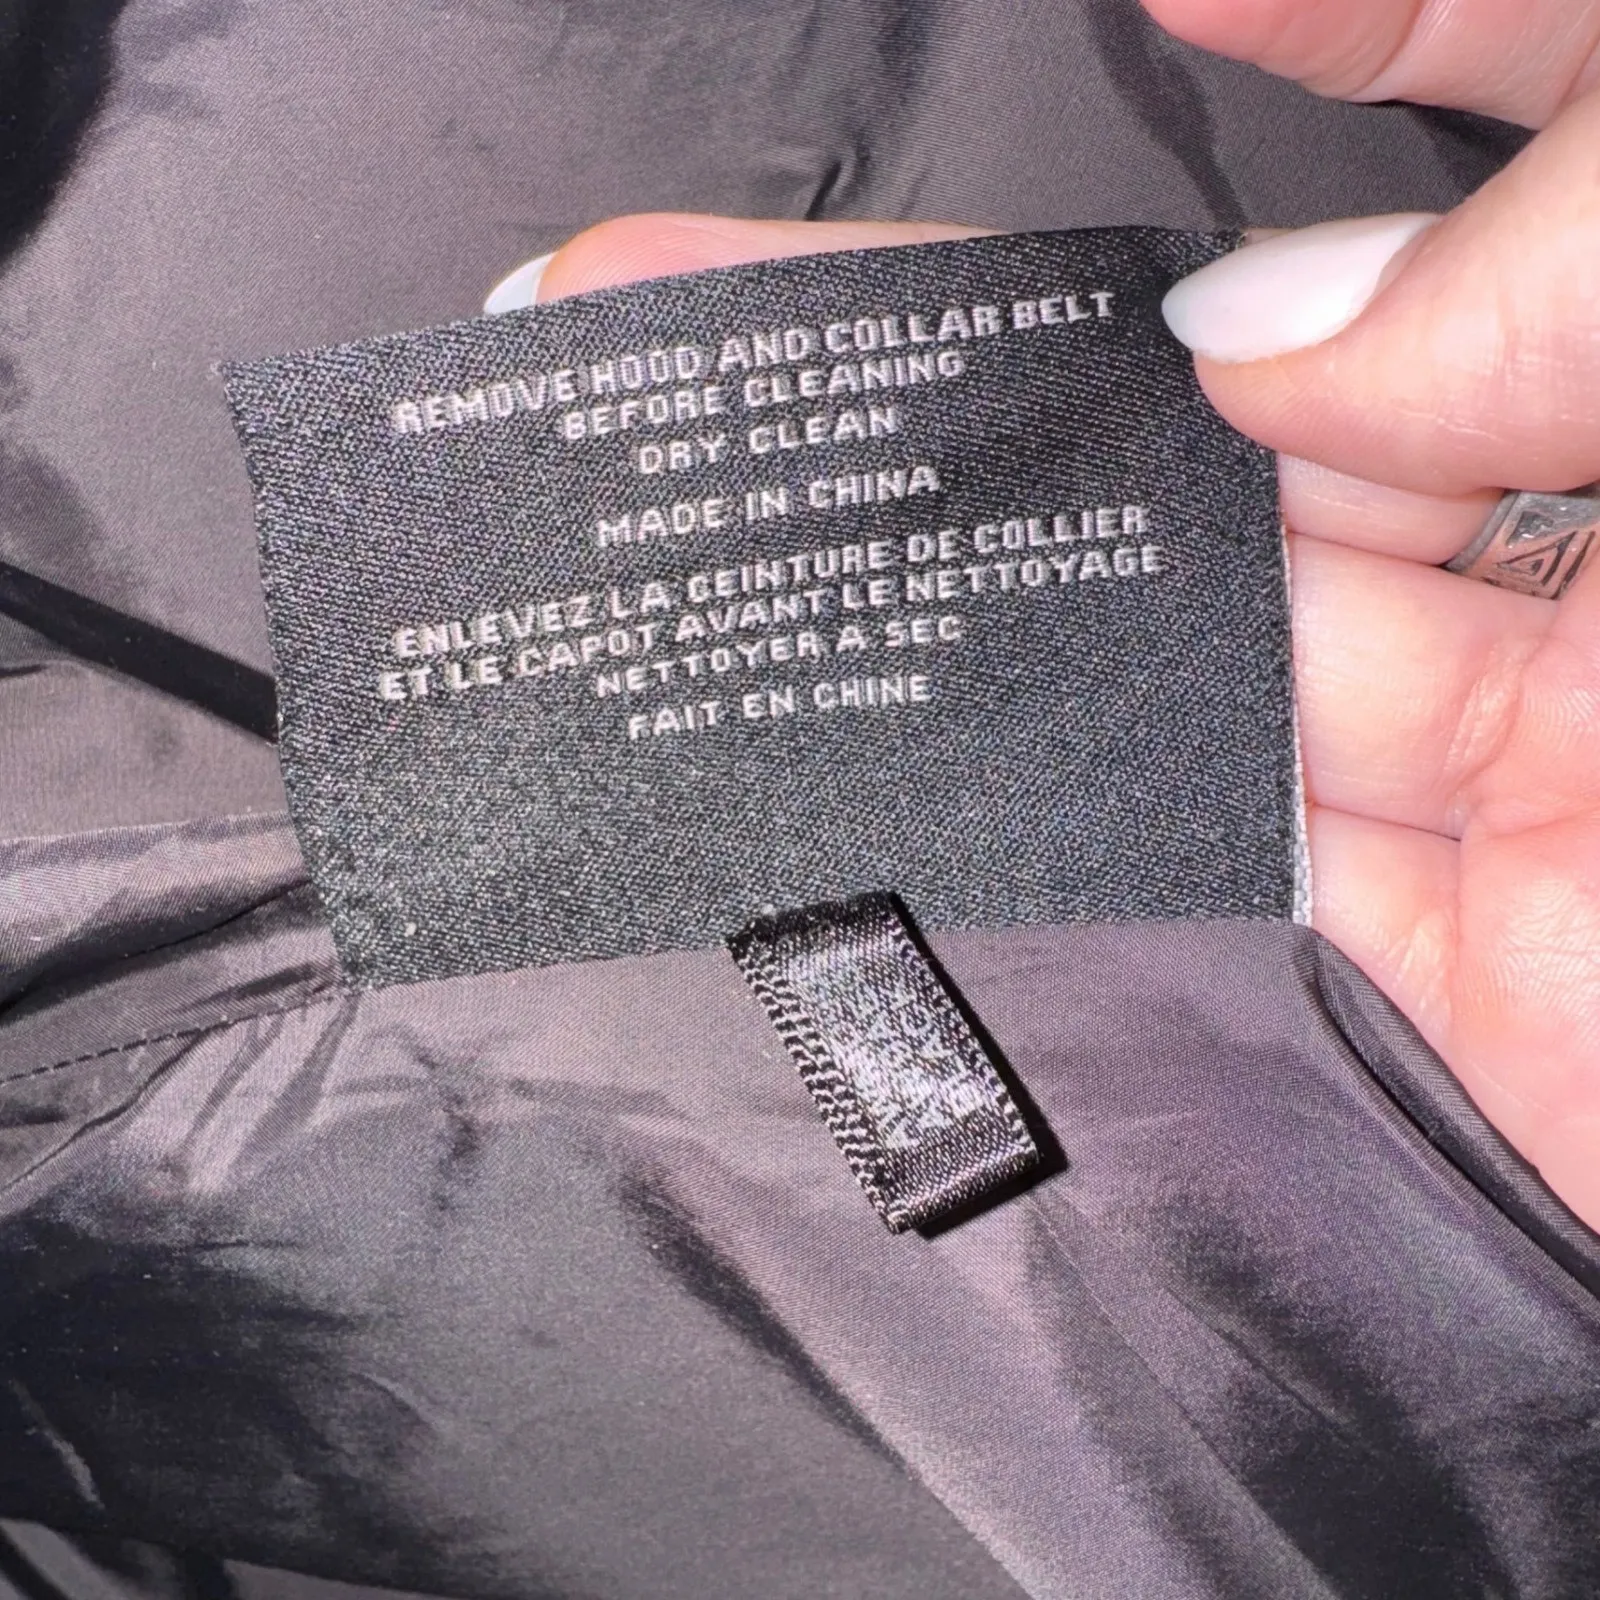 REMOVE HOOD AND COLLAR BELT
BEFORE CLEANING
DRY CLEAN
MADE IN CHINA
ENLEVEZ LA CEINTURE DE COLLIER
ET LE CAPOT AVANT LE NETTOYAGE
NETTOYER A SEC
FAIT EN CHINE